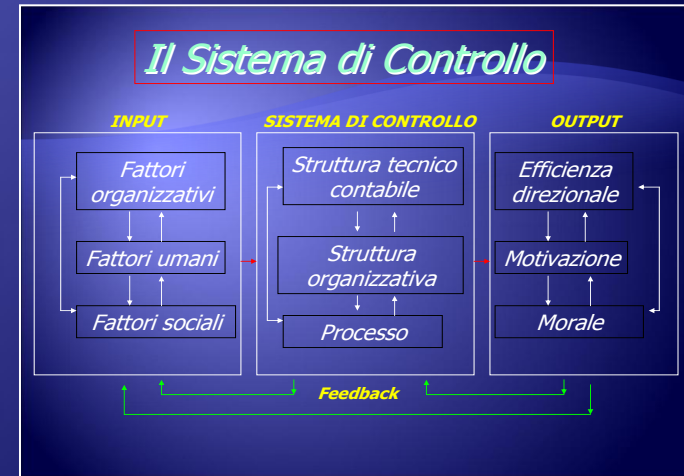 Il Sistema di Controllo
INPUT
Fattori
organizzativi
Fattori umani
Fattori sociali
SISTEMA DI CONTROLLO
Struttura tecnico
contabile
Struttura
organizzativa
Processo
OUTPUT
Efficienza
direzionale
Motivazione
Morale
Feedback